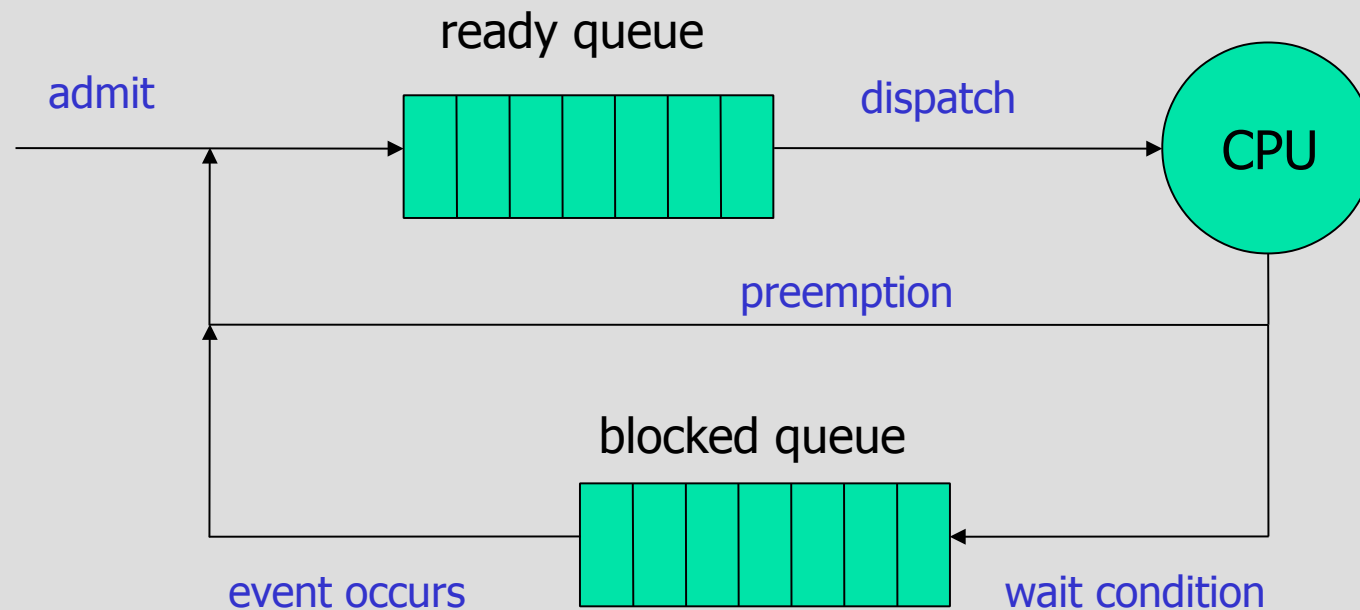 ready queue
admit
dispatch
CPU
preemption
blocked queue
event occurs
wait condition